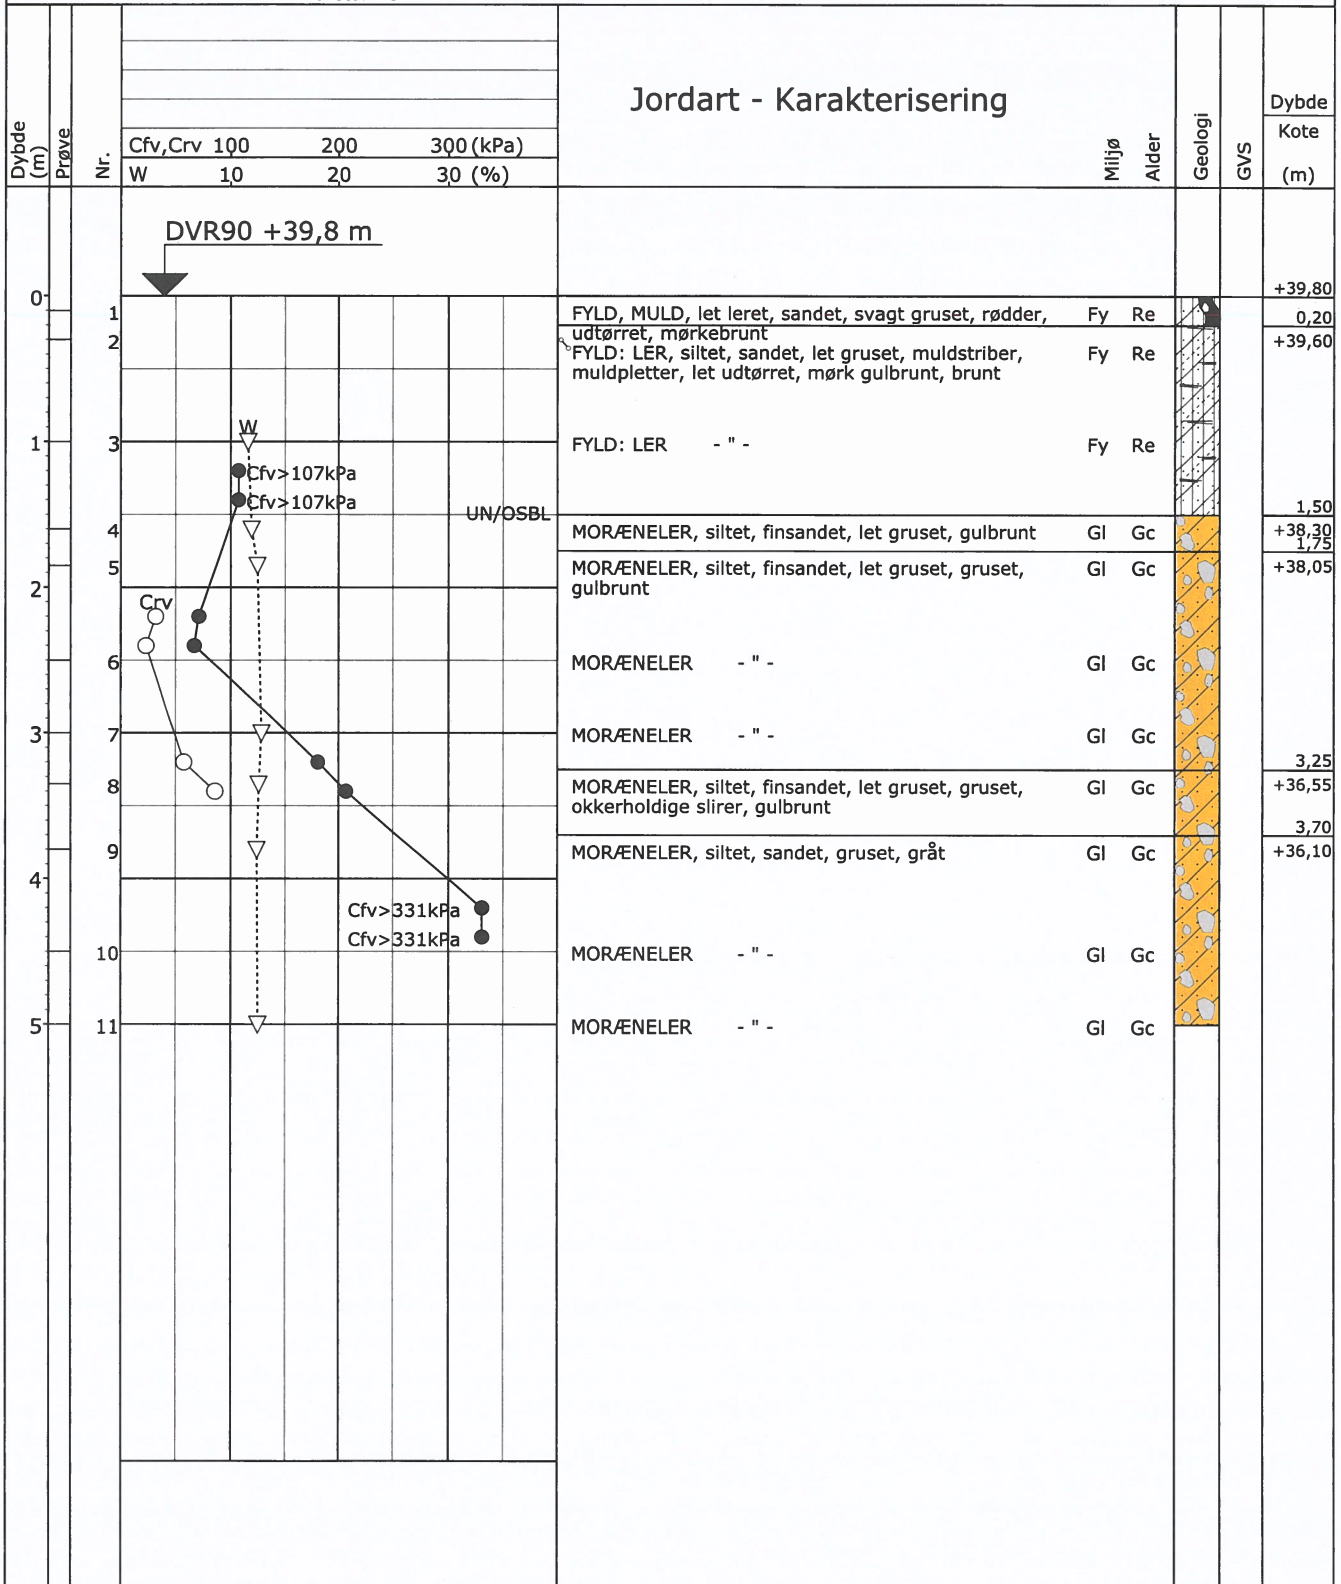 Jordart - Karakterisering
Dybde (m)
Prøve
Nr.
Cfv,Crv 100 200 300 (kPa)
W 10 20 30 (%)
Miljø
Alder
Geologi
GVS
Dybde
Kote
(m)
DVR90 +39,8 m
+39,80
0
1 FYLD, MULD, let leret, sandet, svagt gruset, rødder, Fy Re 0,20
udtørret, mørkebrunt
+39,60
2 FYLD: LER, siltet, sandet, let gruset, muldstriber, Fy Re
muldpletter, let udtørret, mørk gulbrunt, brunt
W
1 3 FYLD: LER - " - Fy Re
Cfv>107kPa
Cfv>107kPa
UN/OSBL 1,50
4 MORÆNELER, siltet, finsandet, let gruset, gulbrunt Gl Gc +38,30
1,75
5 MORÆNELER, siltet, finsandet, let gruset, gruset, Gl Gc +38,05
gulbrunt
2
Crv
6 MORÆNELER - " - Gl Gc
3 7 MORÆNELER - " - Gl Gc
3,25
8 MORÆNELER, siltet, finsandet, let gruset, gruset, Gl Gc +36,55
okkerholdige slirer, gulbrunt
3,70
9 MORÆNELER, siltet, sandet, gruset, gråt Gl Gc +36,10
4
Cfv>331kPa
Cfv>331kPa
10 MORÆNELER - " - Gl Gc
5 11 MORÆNELER - " - Gl Gc